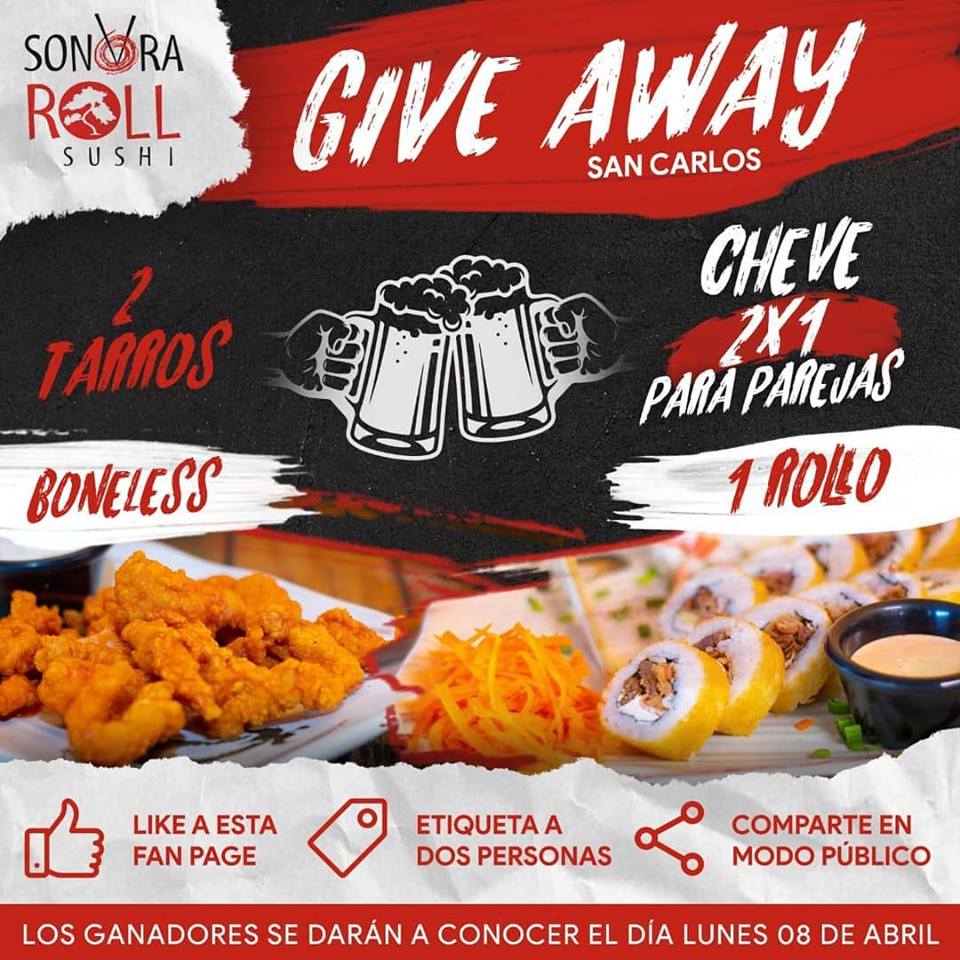 SONORA
ROLL
SUSHI
GIVE AWAY
SAN CARLOS
2
TARROS
CHEVE
2X1
PARA PAREJAS
BONELESS
1 ROLLO
LIKE A ESTA
FAN PAGE
ETIQUETA A
DOS PERSONAS
COMPARTE EN
MODO PÚBLICO
LOS GANADORES SE DARÁN A CONOCER EL DÍA LUNES 08 DE ABRIL